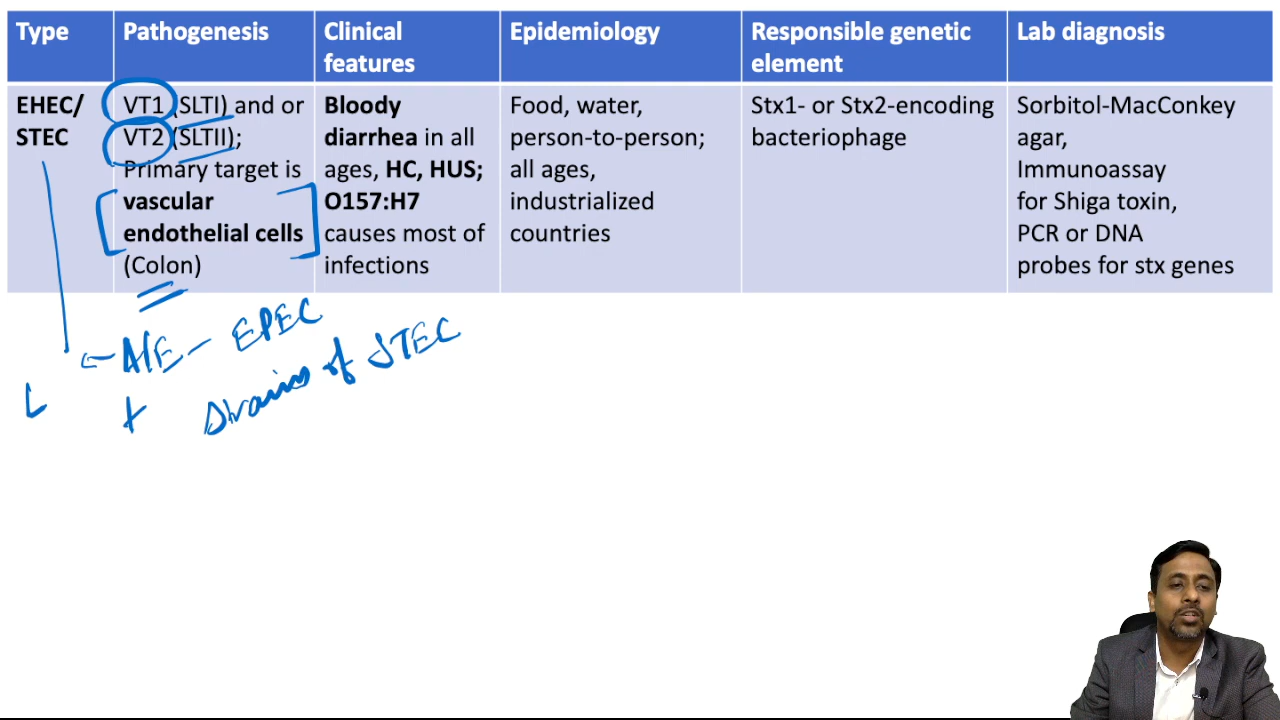 Type
Pathogenesis
Clinical
features
Epidemiology
Responsible genetic
element
Lab diagnosis
EHEC/
STEC
VT1 (SLTI) and or
VT2 (SLTII);
Primary target is
vascular
endothelial cells
(Colon)
Bloody
diarrhea in all
ages, HC, HUS;
O157:H7
causes most of
infections
Food, water,
person-to-person;
all ages,
industrialized
countries
Stx1- or Stx2-encoding
bacteriophage
Sorbitol-MacConkey
agar,
Immunoassay
for Shiga toxin,
PCR or DNA
probes for stx genes
A/E - EPEC
L + strains of STEC